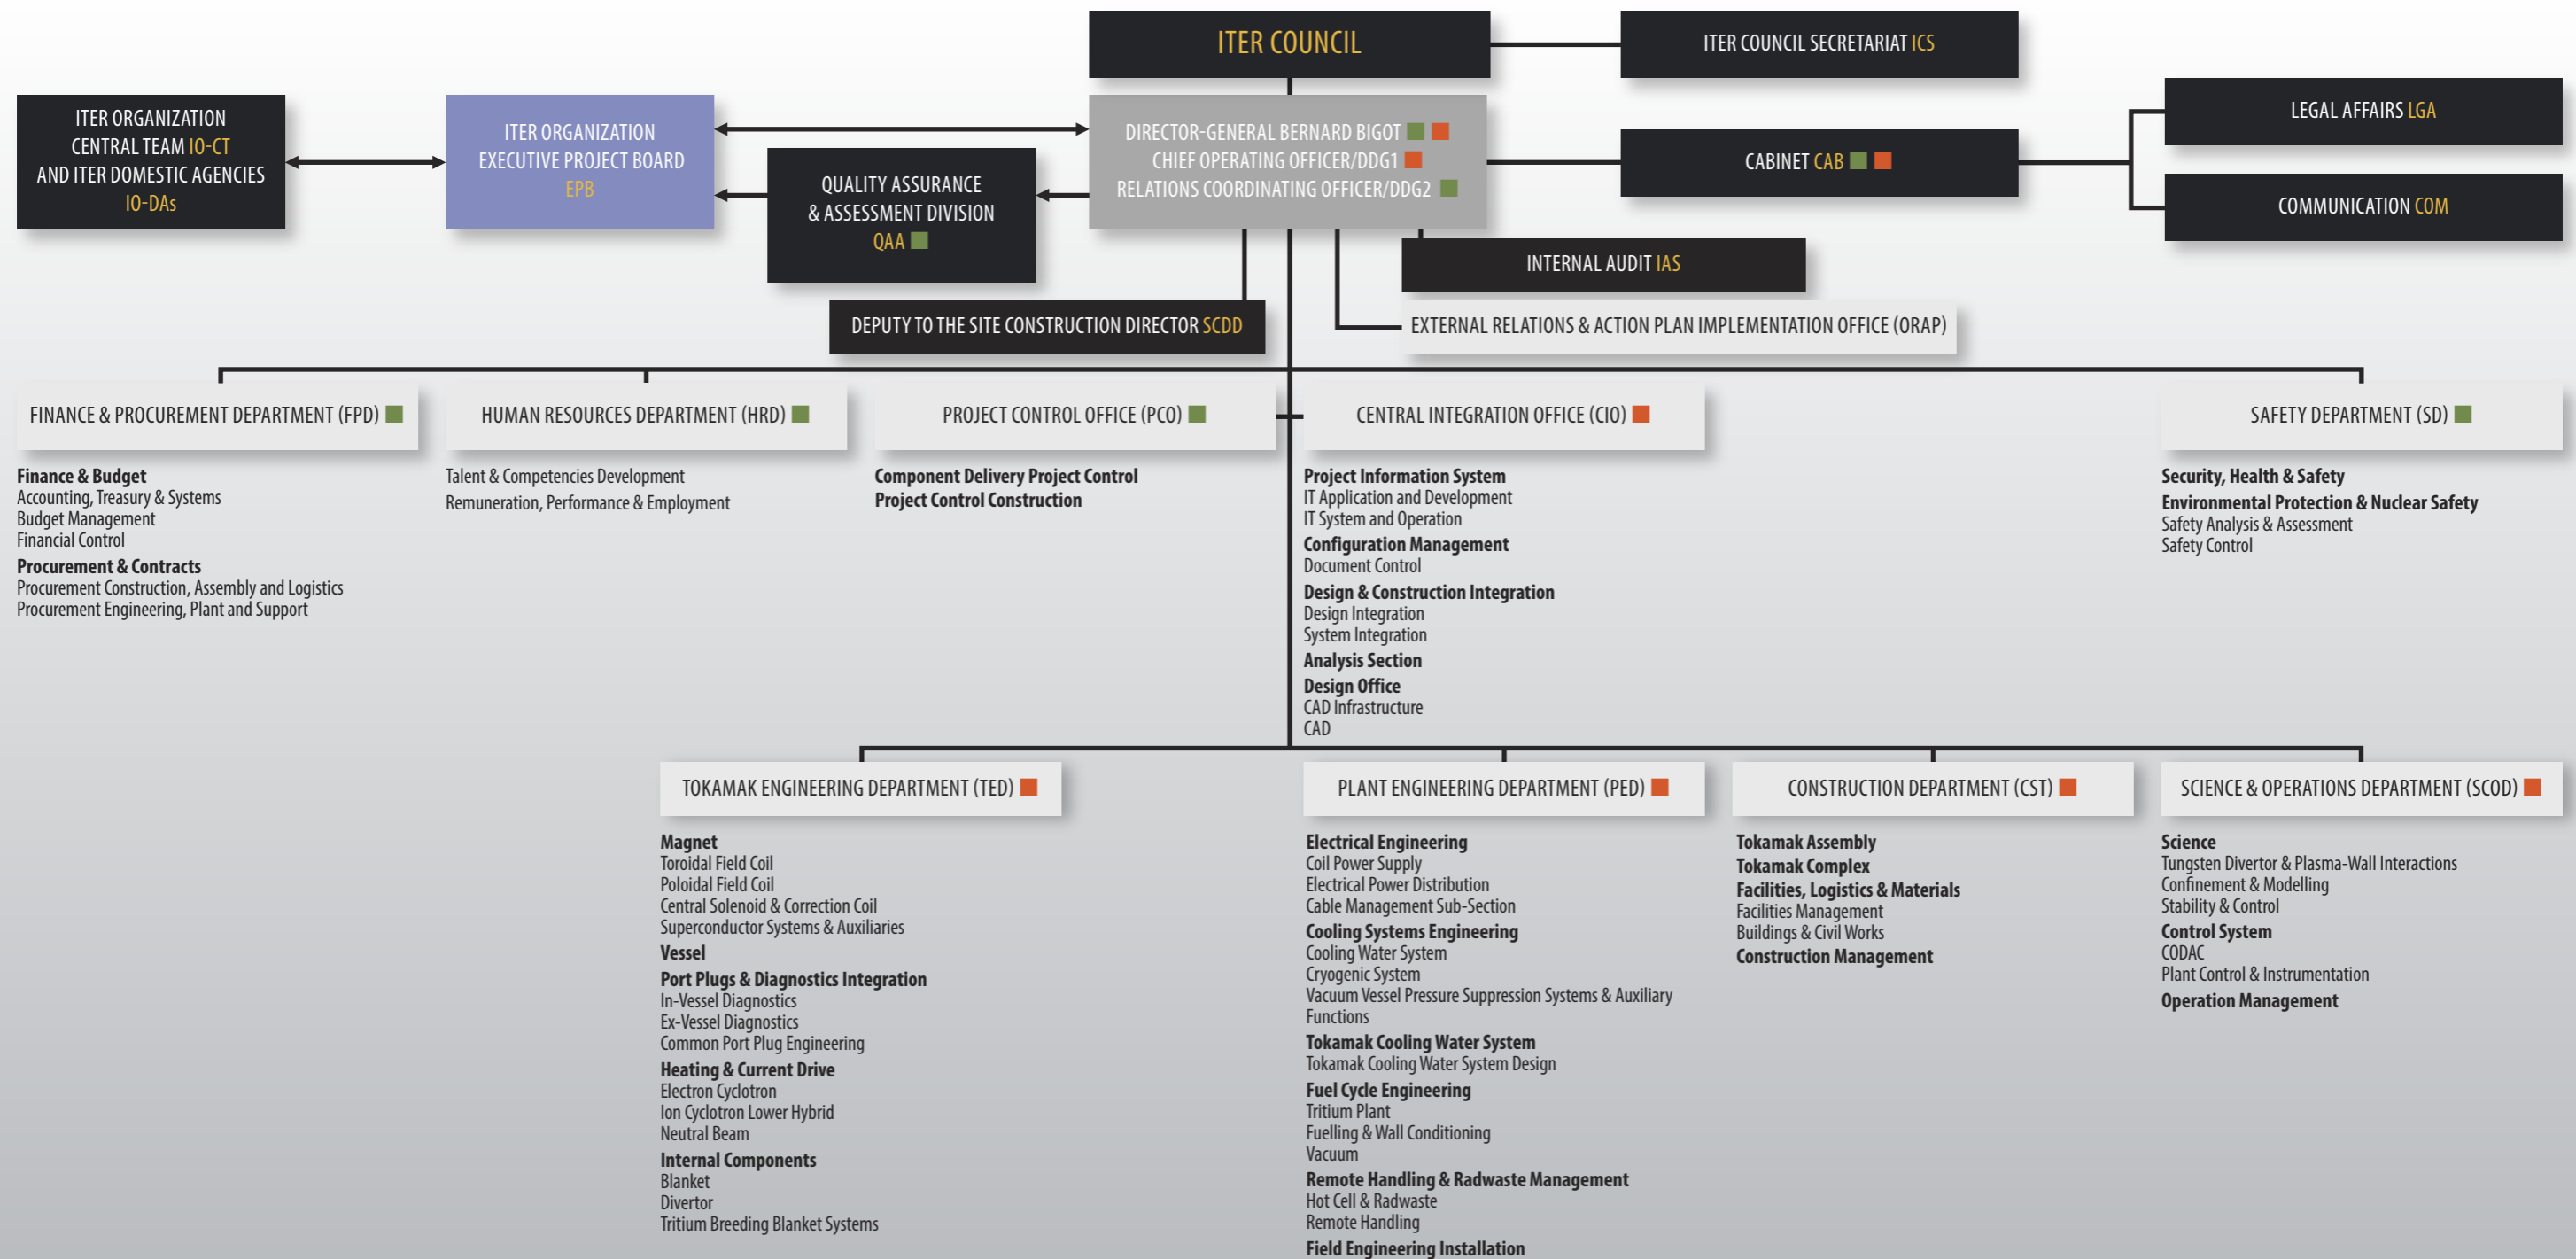 ITER COUNCIL
ITER COUNCIL SECRETARIAT ICS
ITER ORGANIZATION
CENTRAL TEAM IO-CT
AND ITER DOMESTIC AGENCIES
IO-DAs
ITER ORGANIZATION
EXECUTIVE PROJECT BOARD
EPB
QUALITY ASSURANCE
& ASSESSMENT DIVISION
QAA
DIRECTOR-GENERAL BERNARD BIGOT
CHIEF OPERATING OFFICER/DDG1
RELATIONS COORDINATING OFFICER/DDG2
CABINET CAB
LEGAL AFFAIRS LGA
COMMUNICATION COM
INTERNAL AUDIT IAS
DEPUTY TO THE SITE CONSTRUCTION DIRECTOR SCDD
EXTERNAL RELATIONS & ACTION PLAN IMPLEMENTATION OFFICE (ORAP)
FINANCE & PROCUREMENT DEPARTMENT (FPD)
Finance & Budget
Accounting, Treasury & Systems
Budget Management
Financial Control
Procurement & Contracts
Procurement Construction, Assembly and Logistics
Procurement Engineering, Plant and Support
HUMAN RESOURCES DEPARTMENT (HRD)
Talent & Competencies Development
Remuneration, Performance & Employment
PROJECT CONTROL OFFICE (PCO)
Component Delivery Project Control
Project Control Construction
CENTRAL INTEGRATION OFFICE (CIO)
Project Information System
IT Application and Development
IT System and Operation
Configuration Management
Document Control
Design & Construction Integration
Design Integration
System Integration
Analysis Section
Design Office
CAD Infrastructure
CAD
SAFETY DEPARTMENT (SD)
Security, Health & Safety
Environmental Protection & Nuclear Safety
Safety Analysis & Assessment
Safety Control
TOKAMAK ENGINEERING DEPARTMENT (TED)
Magnet
Toroidal Field Coil
Poloidal Field Coil
Central Solenoid & Correction Coil
Superconductor Systems & Auxiliaries
Vessel
Port Plugs & Diagnostics Integration
In-Vessel Diagnostics
Ex-Vessel Diagnostics
Common Port Plug Engineering
Heating & Current Drive
Electron Cyclotron
Ion Cyclotron Lower Hybrid
Neutral Beam
Internal Components
Blanket
Divertor
Tritium Breeding Blanket Systems
PLANT ENGINEERING DEPARTMENT (PED)
Electrical Engineering
Coil Power Supply
Electrical Power Distribution
Cable Management Sub-Section
Cooling Systems Engineering
Cooling Water System
Cryogenic System
Vacuum Vessel Pressure Suppression Systems & Auxiliary
Functions
Tokamak Cooling Water System
Tokamak Cooling Water System Design
Fuel Cycle Engineering
Tritium Plant
Fuelling & Wall Conditioning
Vacuum
Remote Handling & Radwaste Management
Hot Cell & Radwaste
Remote Handling
Field Engineering Installation
CONSTRUCTION DEPARTMENT (CST)
Tokamak Assembly
Tokamak Complex
Facilities, Logistics & Materials
Facilities Management
Buildings & Civil Works
Construction Management
SCIENCE & OPERATIONS DEPARTMENT (SCOD)
Science
Tungsten Divertor & Plasma-Wall Interactions
Confinement & Modelling
Stability & Control
Control System
CODAC
Plant Control & Instrumentation
Operation Management